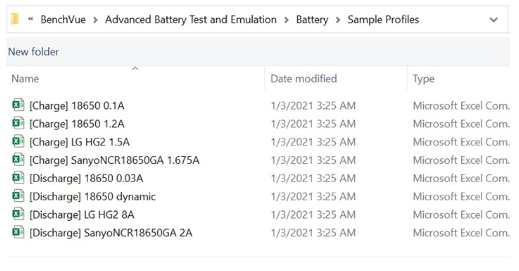 « BenchVue > Advanced Battery Test and Emulation > Battery > Sample Profiles
New folder
Name Date modified Type
[Charge] 18650 0.1A 1/3/2021 3:25 AM Microsoft Excel Com.
[Charge] 18650 1.2A 1/3/2021 3:25 AM Microsoft Excel Com.
[Charge] LG HG2 1.5A 1/3/2021 3:25 AM Microsoft Excel Com.
[Charge] SanyoNCR18650GA 1.675A 1/3/2021 3:25 AM Microsoft Excel Com.
[Discharge] 18650 0.03A 1/3/2021 3:25 AM Microsoft Excel Com.
[Discharge] 18650 dynamic 1/3/2021 3:25 AM Microsoft Excel Com.
[Discharge] LG HG2 8A 1/3/2021 3:25 AM Microsoft Excel Com.
[Discharge] SanyoNCR18650GA 2A 1/3/2021 3:25 AM Microsoft Excel Com.